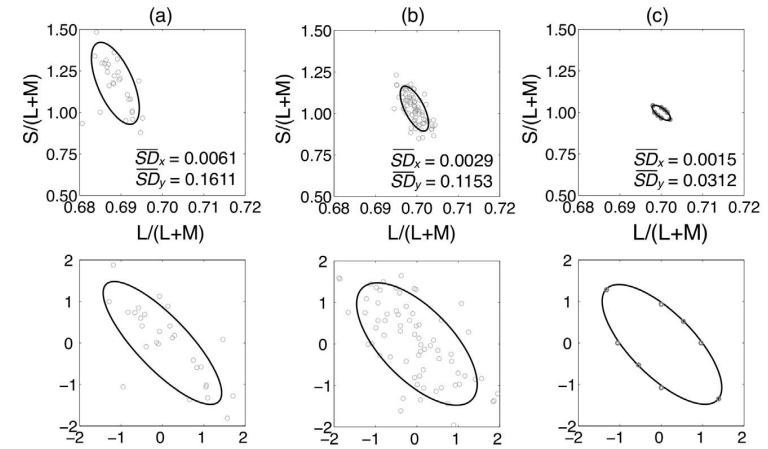 (a) (b) (c)
1.50 1.50 1.50
1.25 1.25 1.25
1.00 1.00 1.00
0.75 0.75 0.75
0.50 0.50 0.50
S/(L+M) S/(L+M) S/(L+M)
SDx = 0.0061 SDx = 0.0029 SDx = 0.0015
SDy = 0.1611 SDy = 0.1153 SDy = 0.0312
0.68 0.69 0.70 0.71 0.72 0.68 0.69 0.70 0.71 0.72 0.68 0.69 0.70 0.71 0.72
L/(L+M) L/(L+M) L/(L+M)
2 2 2
1 1 1
0 0 0
−1 −1 −1
−2 −2 −2
−2 −1 0 1 2 −2 −1 0 1 2 −2 −1 0 1 2